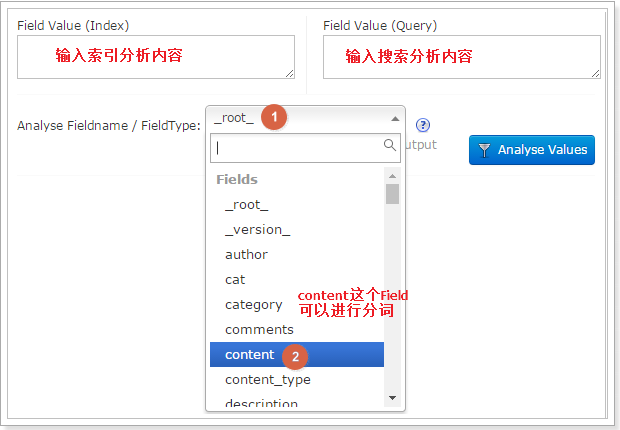 Field Value (Index)
Field Value (Query)
输入索引分析内容
输入搜索分析内容
Analyse Fieldname / FieldType:
_root_
1
?
utput
Analyse Values
Fields
_root_
_version_
author
cat
category
content这个Field
可以进行分词
comments
content
2
content_type
description